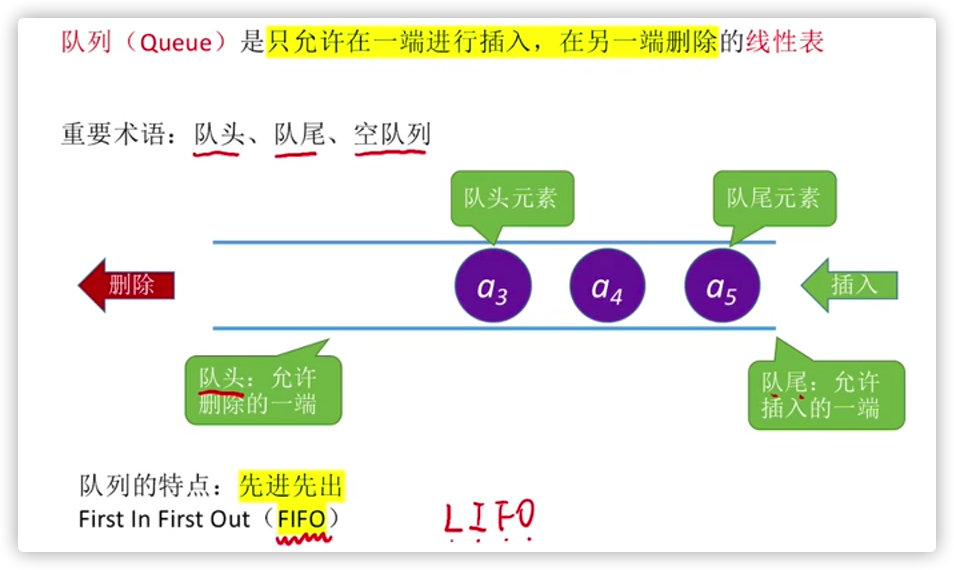 队列（Queue）是只允许在一端进行插入，在另一端删除的线性表
重要术语：队头、队尾、空队列
队头元素
队尾元素
删除
a3
a4
a5
插入
队头：允许
删除的一端
队尾：允许
插入的一端
队列的特点：先进先出
First In First Out（FIFO）
LIFO